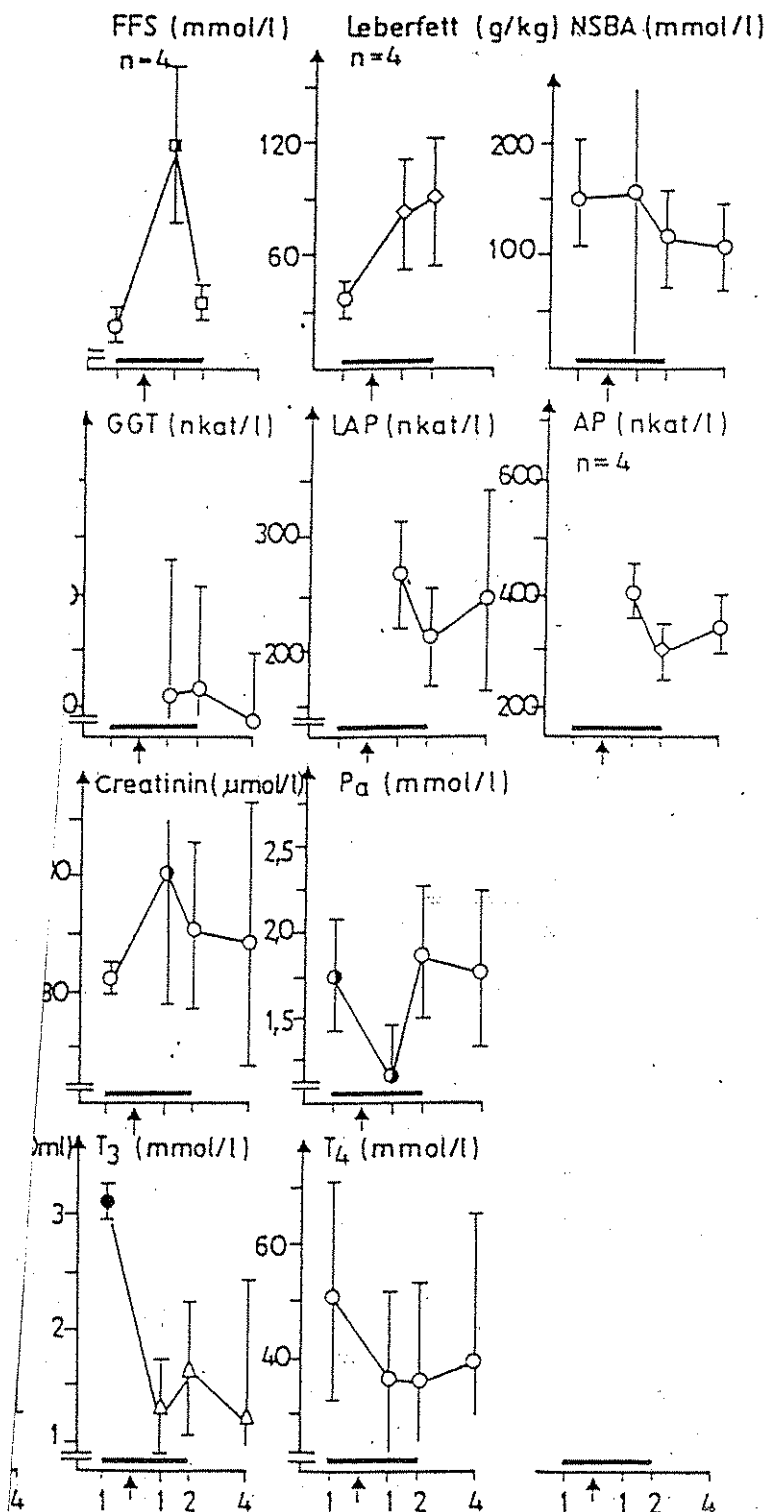 FFS (mmol/l) Leberfett (g/kg) NSBA (mmol/l)
n=4 n=4
120 200
60 100
GGT (nkat/l) LAP (nkat/l) AP (nkat/l)
n=4
600
300
400
200
200
Creatinin (µmol/l) Pa (mmol/l)
2,5
2,0
1,5
T3 (mmol/l) T4 (mmol/l)
3
60
2
40
1
4 1 1 2 4 1 1 2 4 1 1 2 4